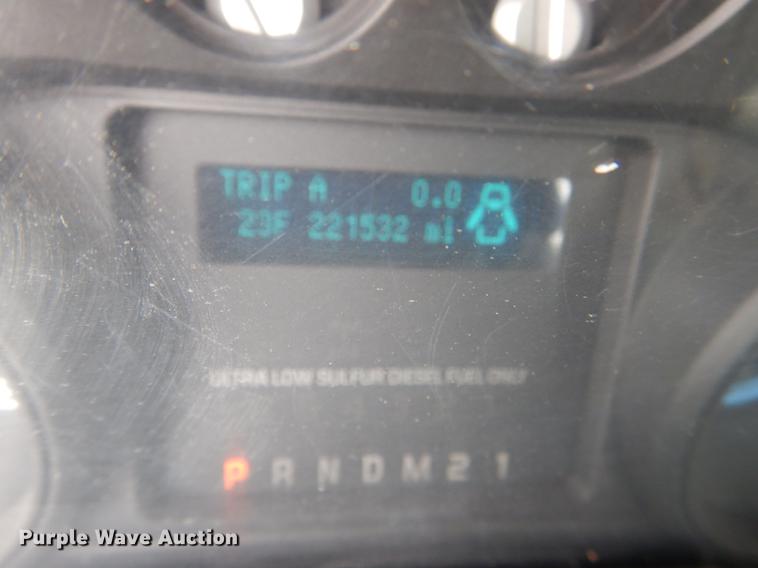 TRIP A 0.0
23F 221532 mi
ULTRA LOW SULFUR DIESEL FUEL ONLY
P R N D M 2 1
Purple Wave Auction